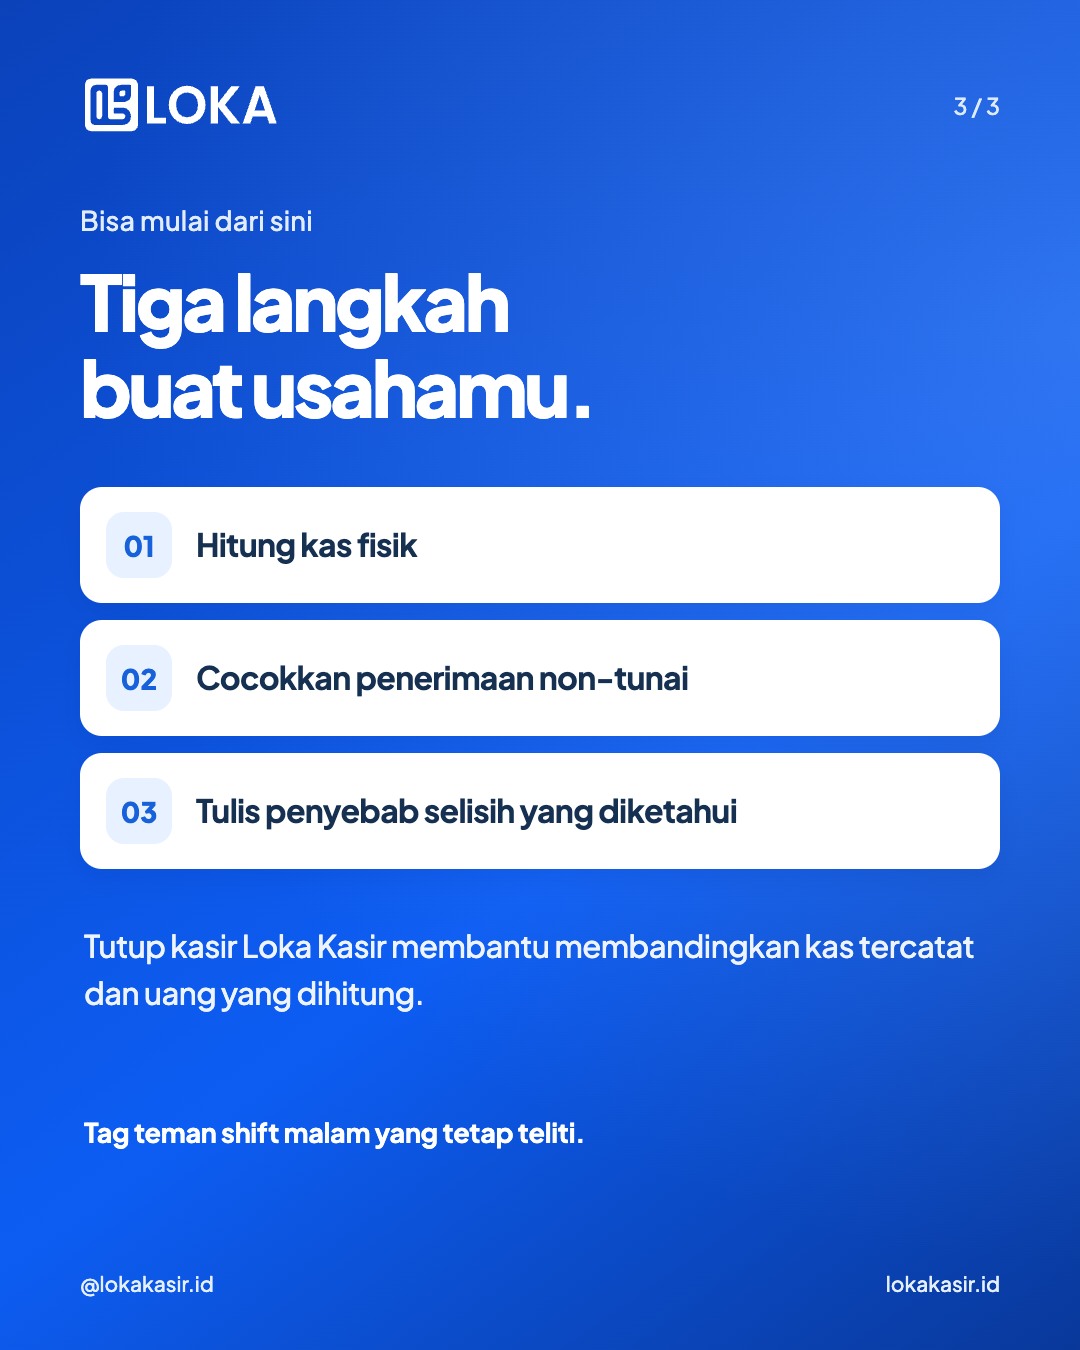 LOKA
3 / 3
Bisa mulai dari sini
Tiga langkah
buat usahamu.
01
Hitung kas fisik
02
Cocokkan penerimaan non-tunai
03
Tulis penyebab selisih yang diketahui
Tutup kasir Loka Kasir membantu membandingkan kas tercatat
dan uang yang dihitung.
Tag teman shift malam yang tetap teliti.
@lokakasir.id
lokakasir.id